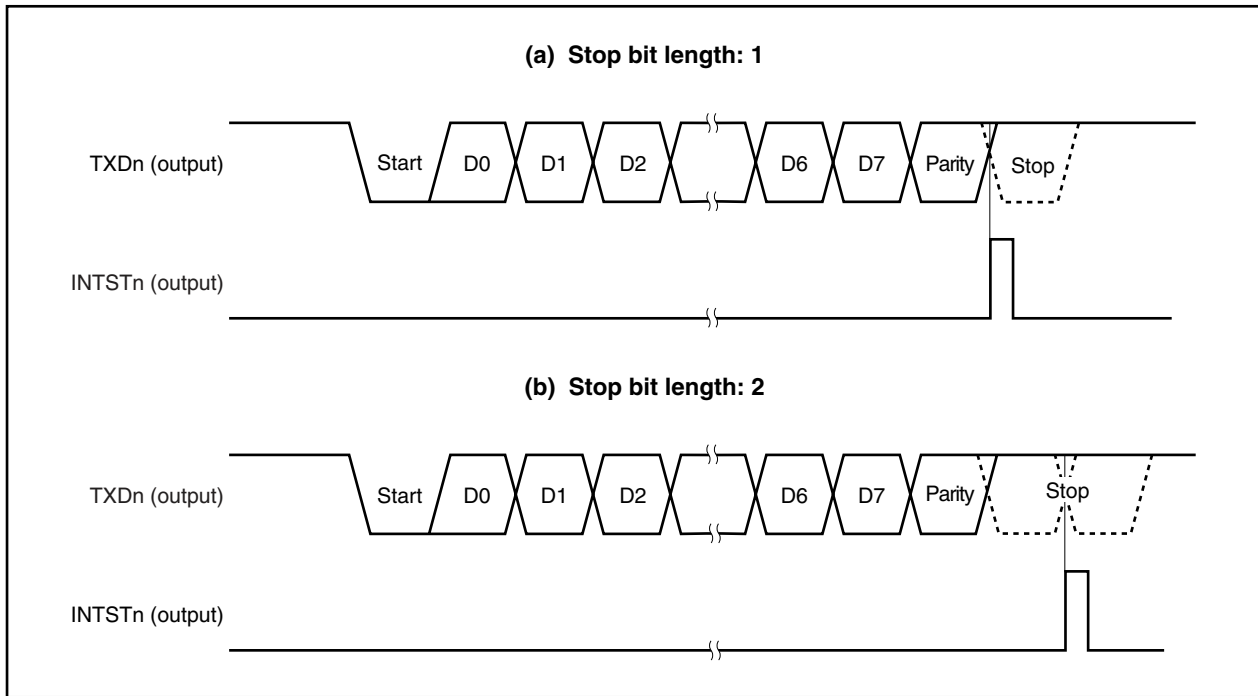 (a) Stop bit length: 1
TXDn (output)
Start D0 D1 D2 D6 D7 Parity Stop
INTSTn (output)
(b) Stop bit length: 2
TXDn (output)
Start D0 D1 D2 D6 D7 Parity Stop
INTSTn (output)